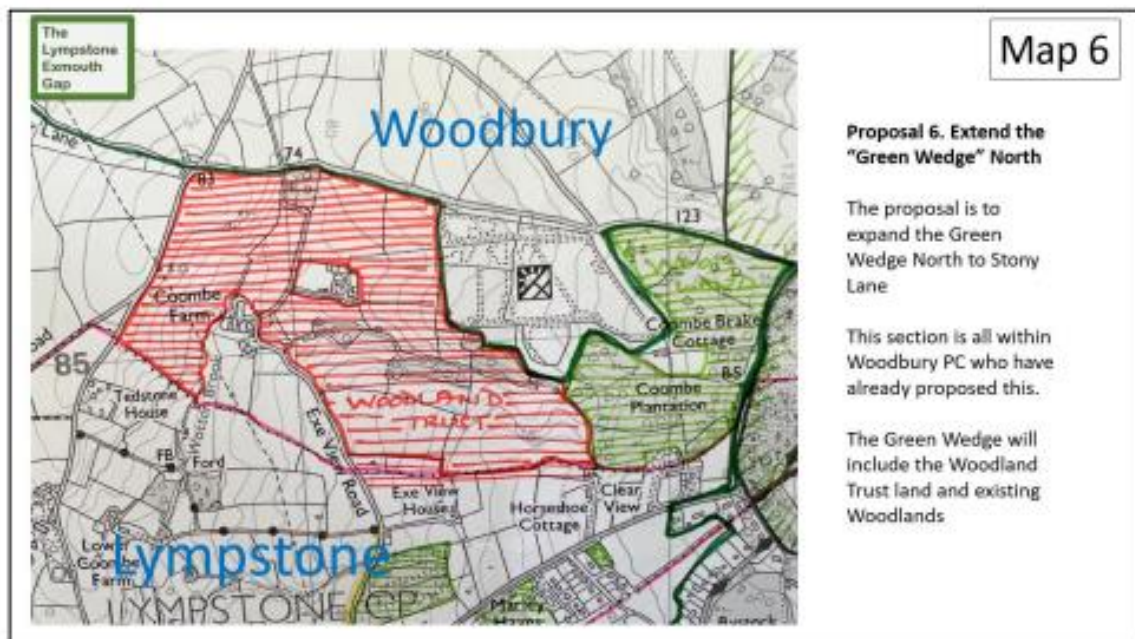 The
Lympstone
Exmouth
Gap
Map 6
Woodbury
Lane
83
74
123
Coombe
Farm
Coombe Brake
Cottage
85
Coombe
Plantation
85
WOODLAND
TRUST
Tedstone
House
Wotton Brook
FB
Ford
Exe View
Road
Exe View
House
Horseshoe
Cottage
Clear
View
Lower
Coombe
Farm
Lympstone
LYMPSTONE CP
Marley
Hayes
Proposal 6. Extend the
“Green Wedge” North
The proposal is to
expand the Green
Wedge North to Stony
Lane
This section is all within
Woodbury PC who have
already proposed this.
The Green Wedge will
include the Woodland
Trust land and existing
Woodlands